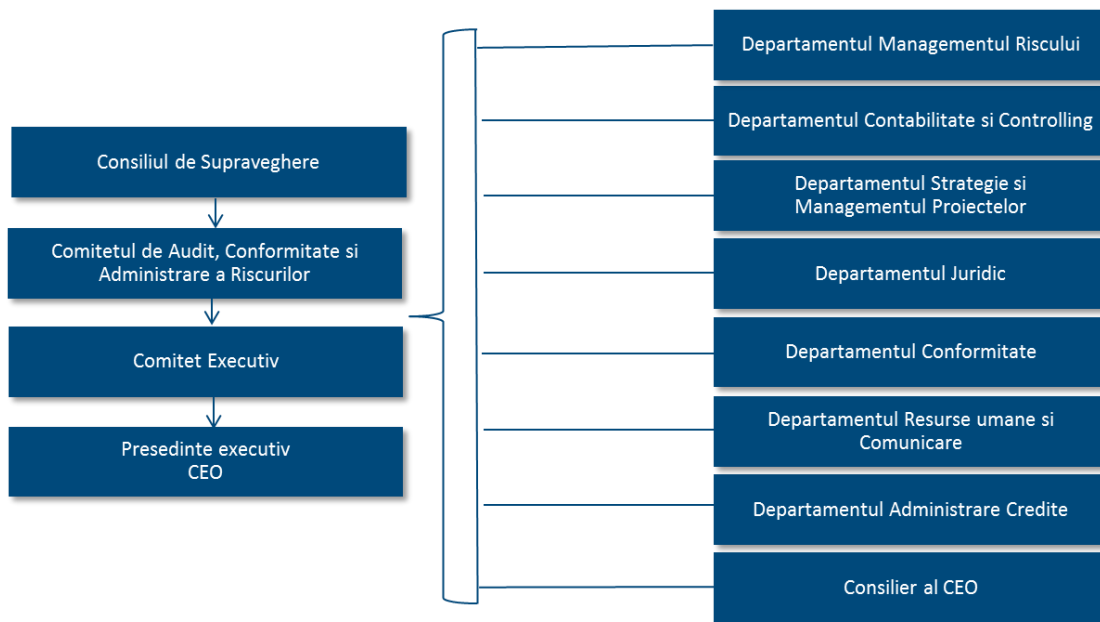 Consiliul de Supraveghere
Comitetul de Audit, Conformitate si
Administrare a Riscurilor
Comitet Executiv
Presedinte executiv
CEO
Departamentul Managementul Riscului
Departamentul Contabilitate si Controlling
Departamentul Strategie si
Managementul Proiectelor
Departamentul Juridic
Departamentul Conformitate
Departamentul Resurse umane si
Comunicare
Departamentul Administrare Credite
Consilier al CEO